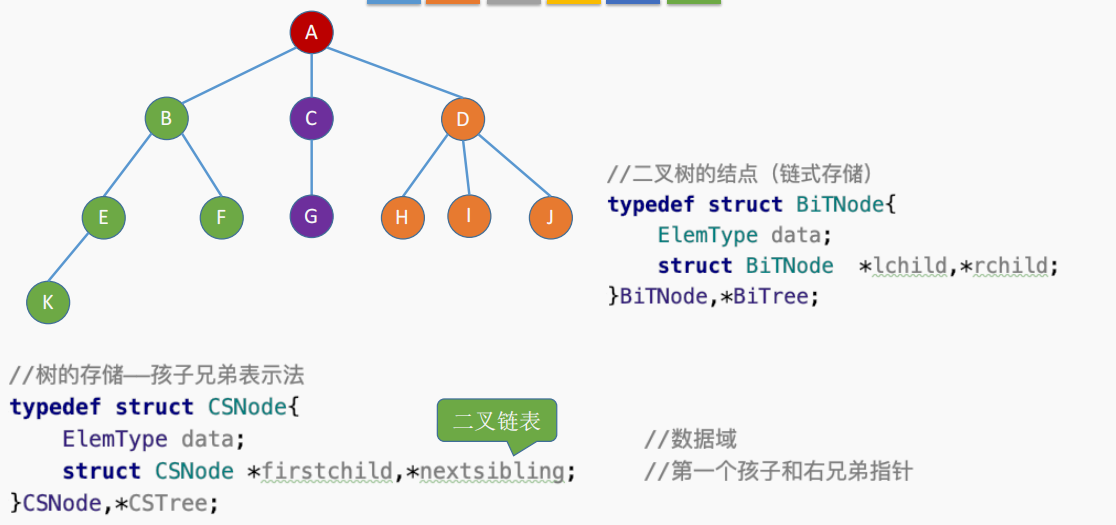 A
B
C
D
E
F
G
H
I
J
K
//二叉树的结点（链式存储）
typedef struct BiTNode{
    ElemType data;
    struct BiTNode  *lchild,*rchild;
}BiTNode,*BiTree;
//树的存储——孩子兄弟表示法
typedef struct CSNode{
二叉链表
    ElemType data; //数据域
    struct CSNode *firstchild,*nextsibling; //第一个孩子和右兄弟指针
}CSNode,*CSTree;